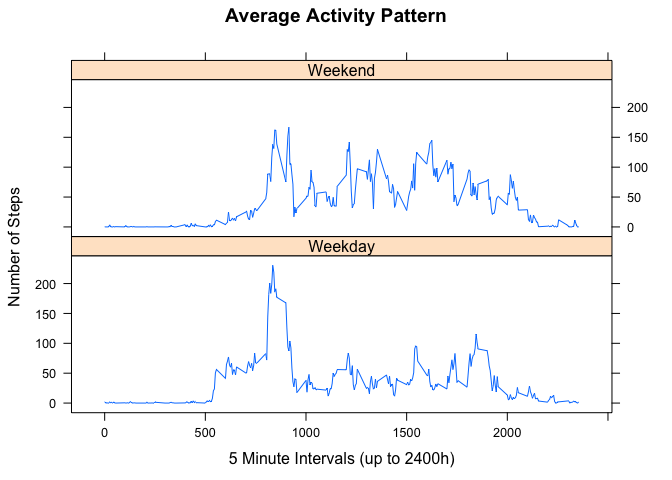 Average Activity Pattern
Weekend
200
150
100
50
0
Weekday
200
150
100
50
0
0 500 1000 1500 2000
Number of Steps
5 Minute Intervals (up to 2400h)